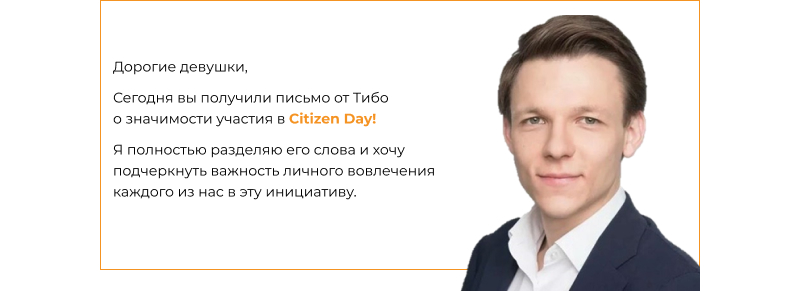 Дорогие девушки,
Сегодня вы получили письмо от Тибо
о значимости участия в Citizen Day!
Я полностью разделяю его слова и хочу
подчеркнуть важность личного вовлечения
каждого из нас в эту инициативу.